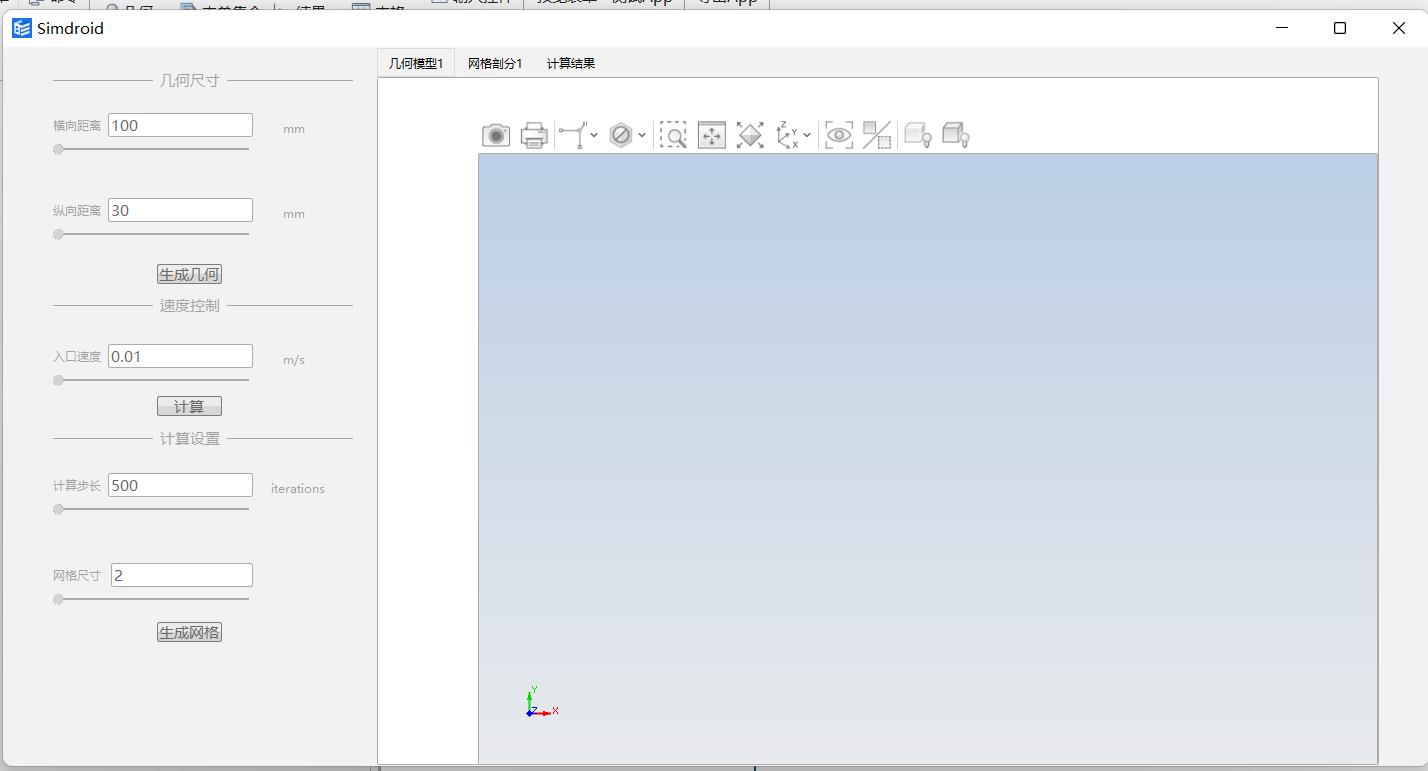 Simdroid
几何模型1 网格剖分1 计算结果
几何尺寸
横向距离 100 mm
纵向距离 30 mm
生成几何
速度控制
入口速度 0.01 m/s
计算
计算设置
计算步长 500 iterations
网格尺寸 2
生成网格
Z
Y
X
Y
Z X